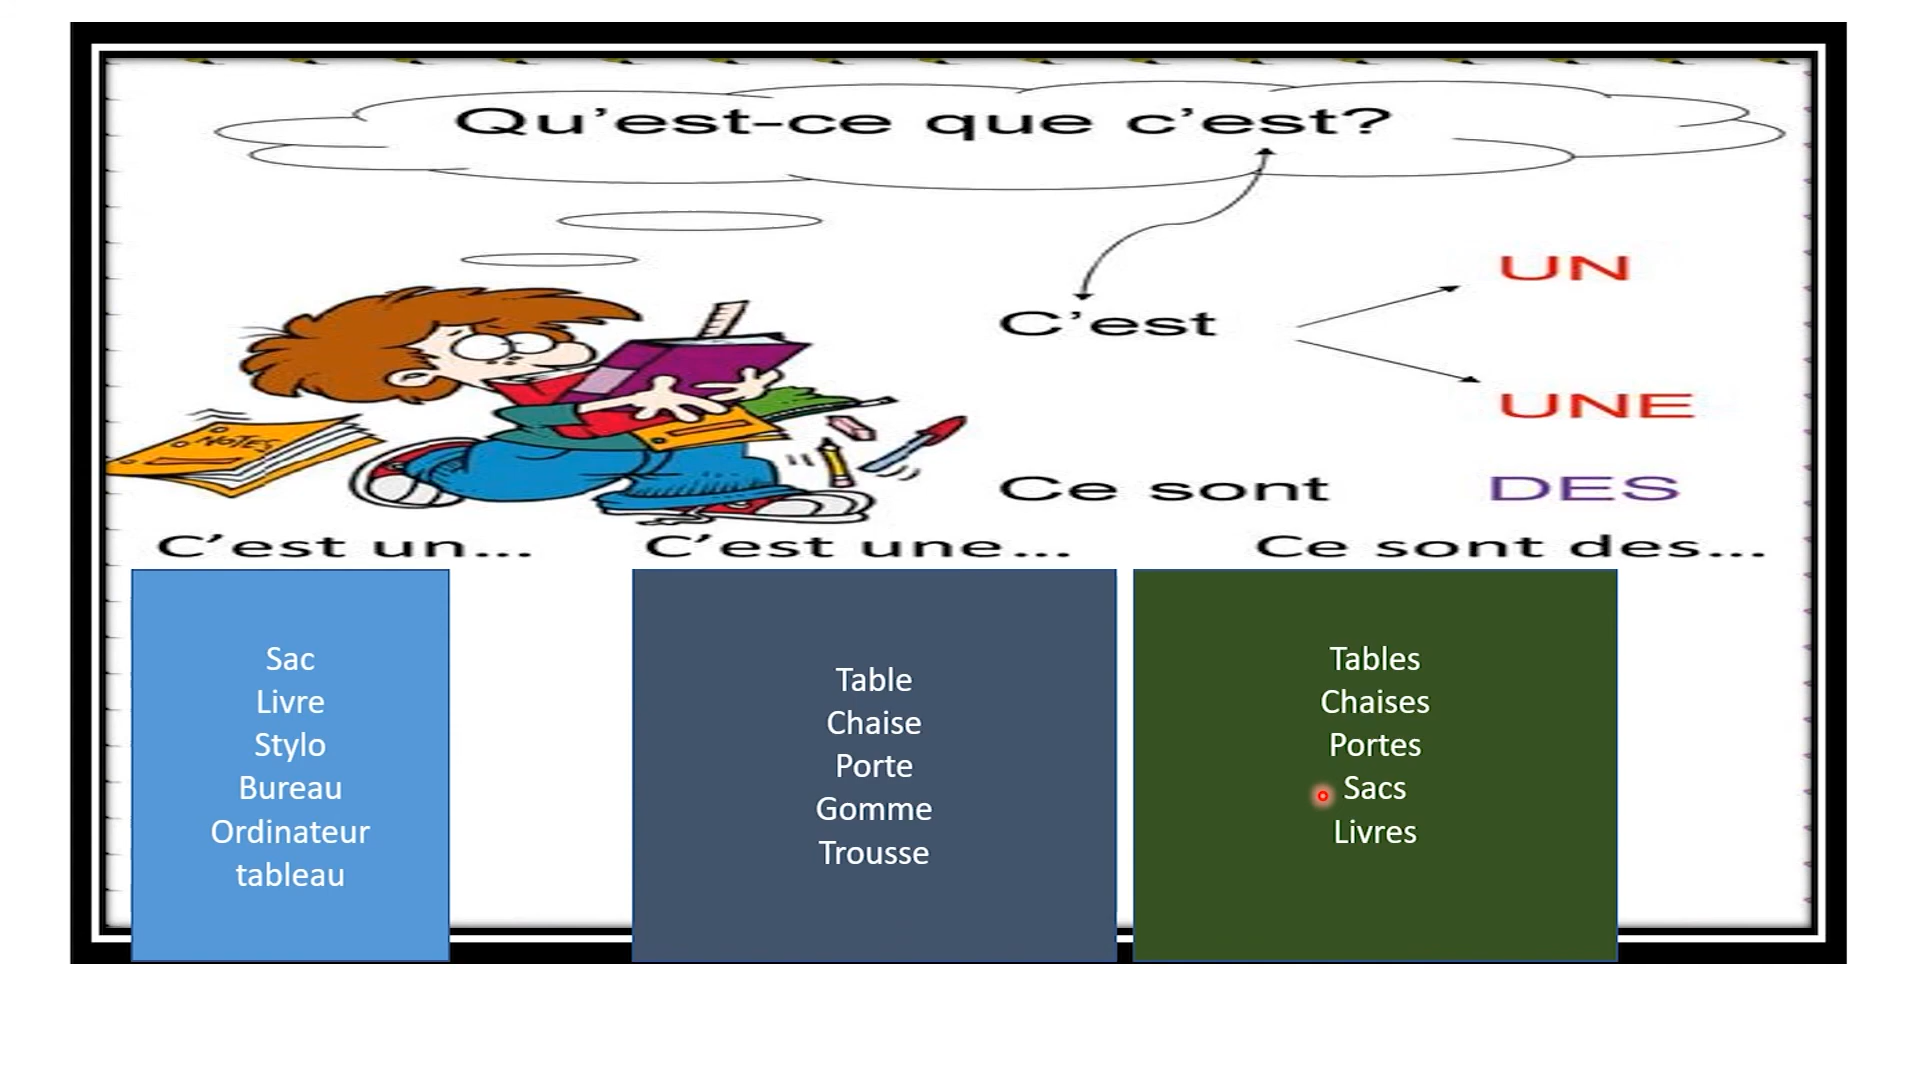 Qu’est-ce que c’est?
UN
C’est
UNE
NOTES
Ce sont DES
C’est un...
C’est une...
Ce sont des...
Sac
Livre
Stylo
Bureau
Ordinateur
tableau
Table
Chaise
Porte
Gomme
Trousse
Tables
Chaises
Portes
Sacs
Livres